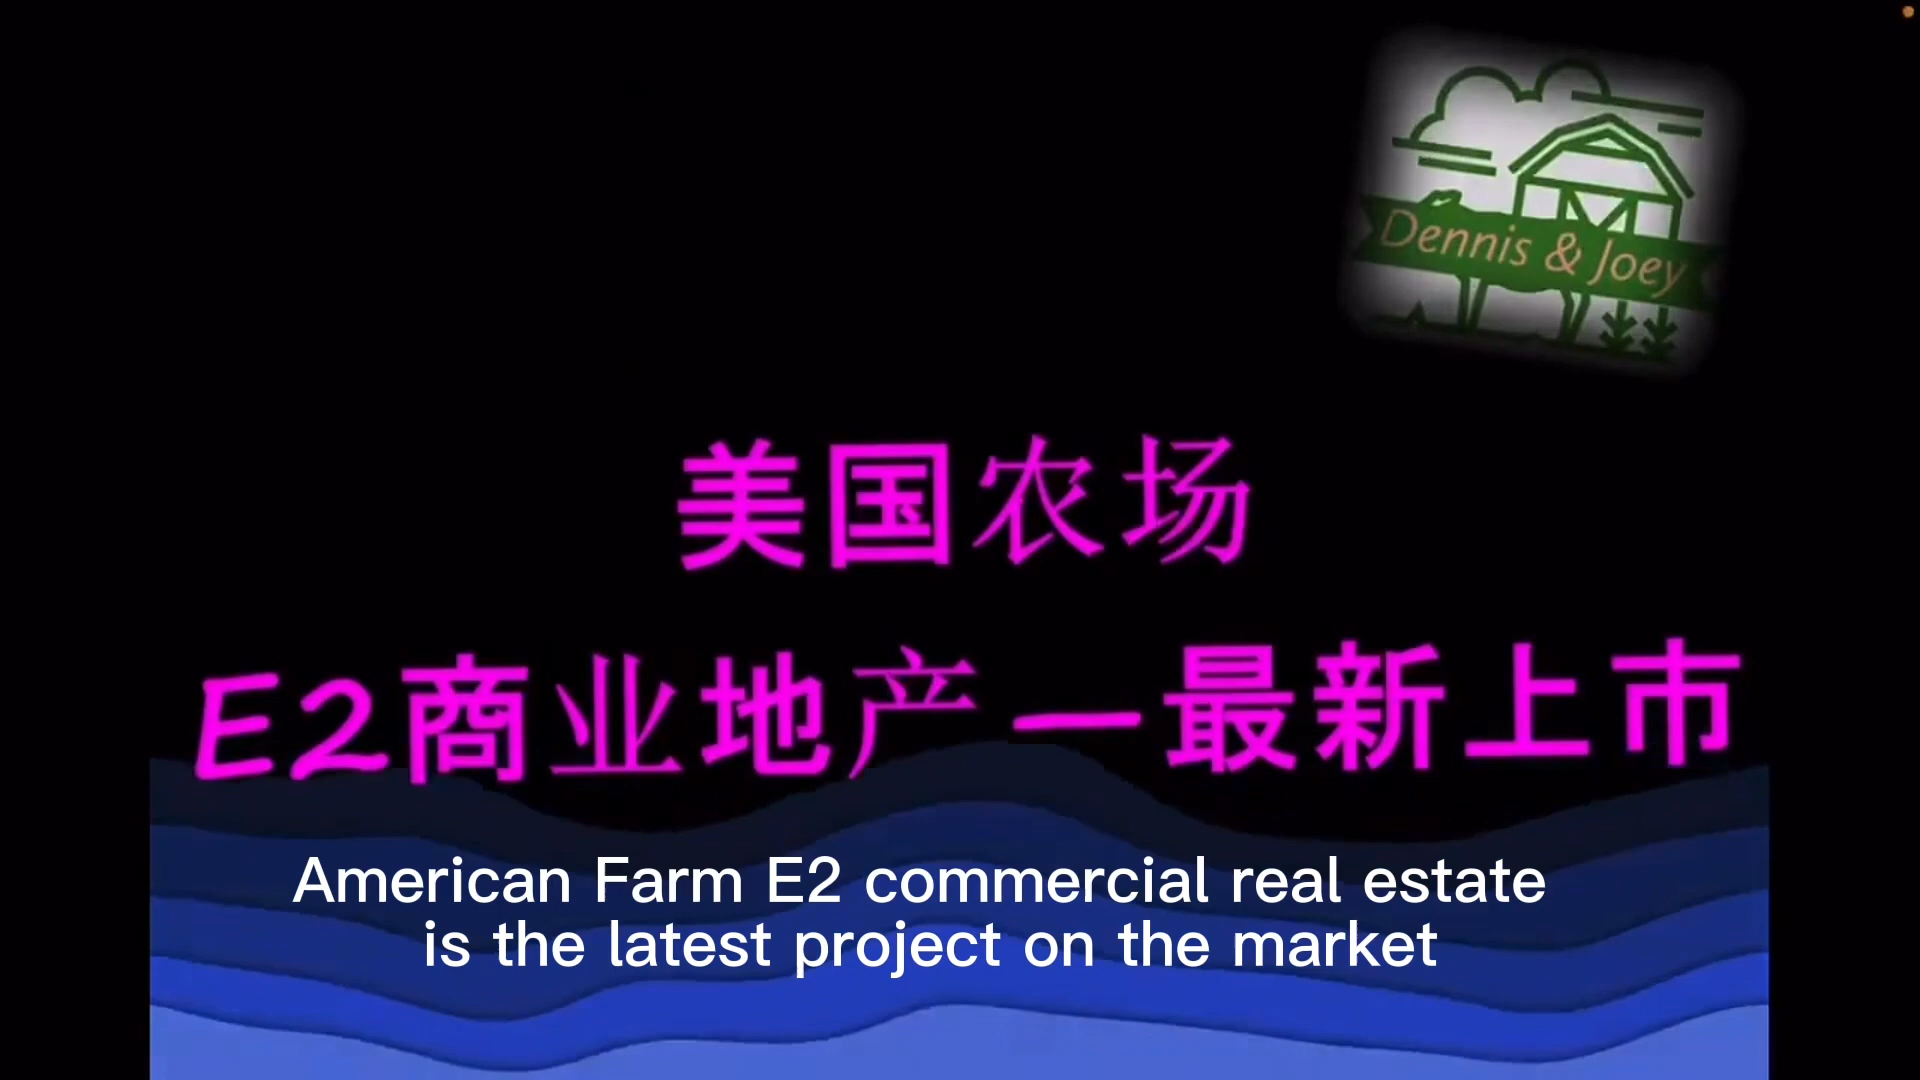 Dennis & Joey
美国农场
E2商业地产—最新上市
American Farm E2 commercial real estate
is the latest project on the market